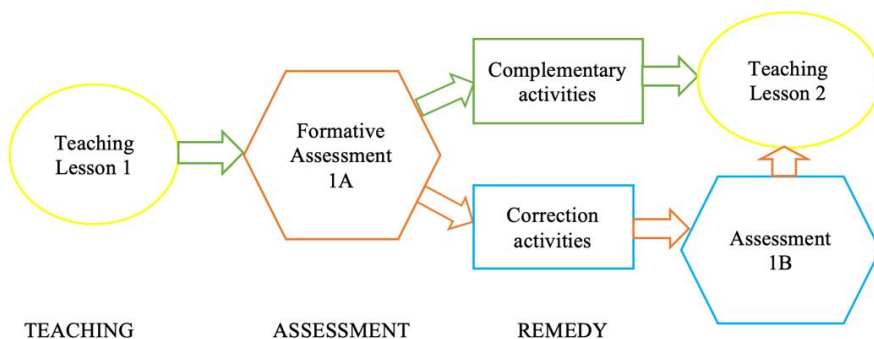 Teaching
Lesson 1
Formative
Assessment
1A
Complementary
activities
Teaching
Lesson 2
Correction
activities
Assessment
1B
TEACHING
ASSESSMENT
REMEDY